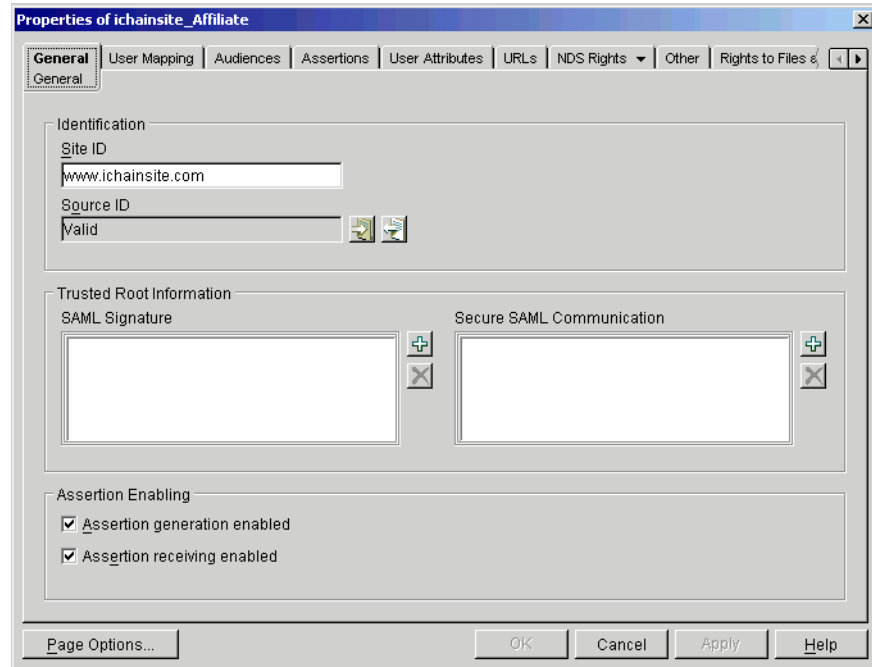 Properties of ichainsite_Affiliate
General User Mapping Audiences Assertions User Attributes URLs NDS Rights Other Rights to Files
General
Identification
Site ID
www.ichainsite.com
Source ID
Valid
Trusted Root Information
SAML Signature Secure SAML Communication
Assertion Enabling
Assertion generation enabled
Assertion receiving enabled
Page Options... OK Cancel Apply Help